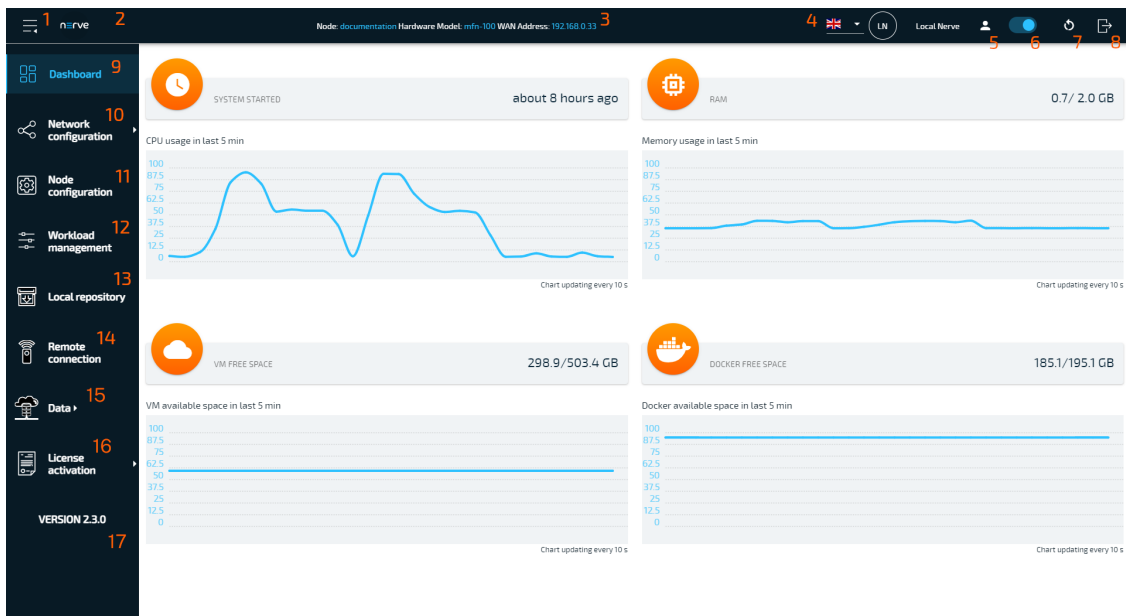 1 nerve 2
Node: documentation Hardware Model: mfn-100 WAN Address: 192.168.0.33 3
4 LN Local Nerve 5 6 7 8
Dashboard 9
Network configuration 10
Node configuration 11
Workload management 12
Local repository 13
Remote connection 14
Data 15
License activation 16
VERSION 2.3.0
17
SYSTEM STARTED about 8 hours ago
CPU usage in last 5 min
100
87.5
75
62.5
50
37.5
25
12.5
0
Chart updating every 10 s
RAM 0.7/ 2.0 GB
Memory usage in last 5 min
100
87.5
75
62.5
50
37.5
25
12.5
0
Chart updating every 10 s
VM FREE SPACE 298.9/503.4 GB
VM available space in last 5 min
100
87.5
75
62.5
50
37.5
25
12.5
0
Chart updating every 10 s
DOCKER FREE SPACE 185.1/195.1 GB
Docker available space in last 5 min
100
87.5
75
62.5
50
37.5
25
12.5
0
Chart updating every 10 s